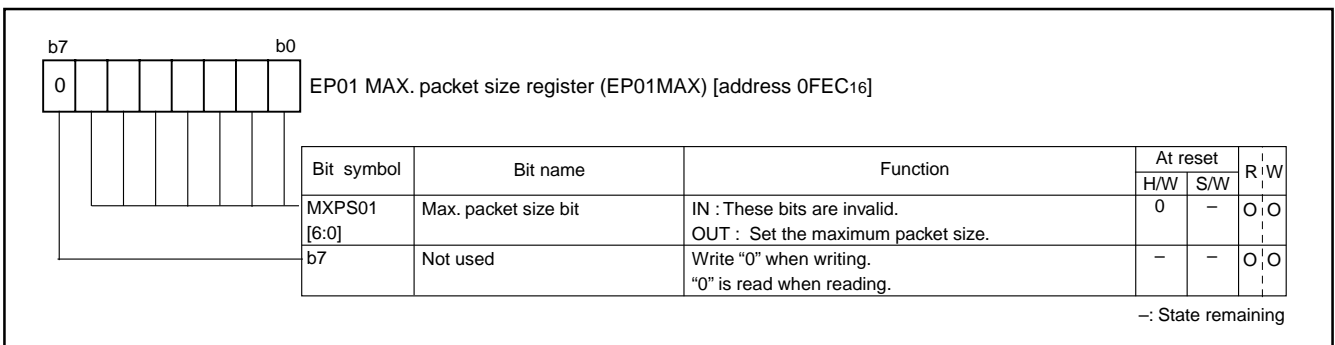 b7 b0
0 EP01 MAX. packet size register (EP01MAX) [address 0FEC16]
Bit symbol Bit name Function At reset R W
H/W S/W
MXPS01 Max. packet size bit IN : These bits are invalid. 0 – O O
[6:0] OUT : Set the maximum packet size.
b7 Not used Write “0” when writing. – – O O
“0” is read when reading.
–: State remaining